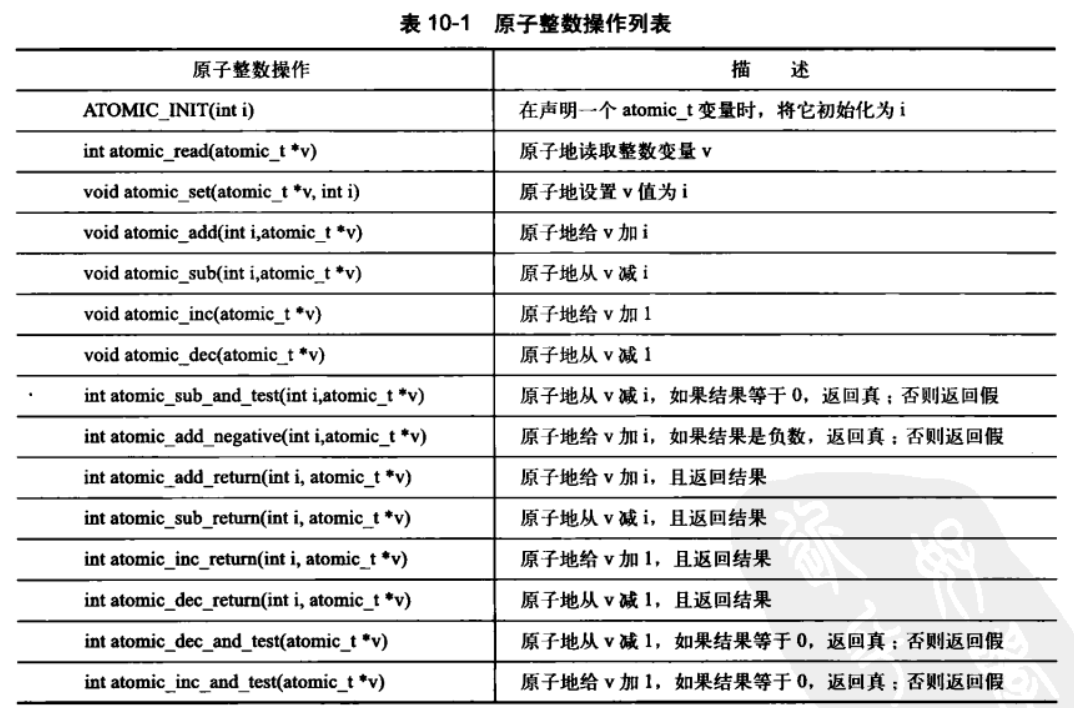 表 10-1 原子整数操作列表
原子整数操作 描 述
ATOMIC_INIT(int i) 在声明一个 atomic_t 变量时，将它初始化为 i
int atomic_read(atomic_t *v) 原子地读取整数变量 v
void atomic_set(atomic_t *v, int i) 原子地设置 v 值为 i
void atomic_add(int i,atomic_t *v) 原子地给 v 加 i
void atomic_sub(int i,atomic_t *v) 原子地从 v 减 i
void atomic_inc(atomic_t *v) 原子地给 v 加 1
void atomic_dec(atomic_t *v) 原子地从 v 减 1
int atomic_sub_and_test(int i,atomic_t *v) 原子地从 v 减 i，如果结果等于 0，返回真；否则返回假
int atomic_add_negative(int i,atomic_t *v) 原子地给 v 加 i，如果结果是负数，返回真；否则返回假
int atomic_add_return(int i, atomic_t *v) 原子地给 v 加 i，且返回结果
int atomic_sub_return(int i, atomic_t *v) 原子地从 v 减 i，且返回结果
int atomic_inc_return(int i, atomic_t *v) 原子地给 v 加 1，且返回结果
int atomic_dec_return(int i, atomic_t *v) 原子地从 v 减 1，且返回结果
int atomic_dec_and_test(atomic_t *v) 原子地从 v 减 1，如果结果等于 0，返回真；否则返回假
int atomic_inc_and_test(atomic_t *v) 原子地给 v 加 1，如果结果等于 0，返回真；否则返回假